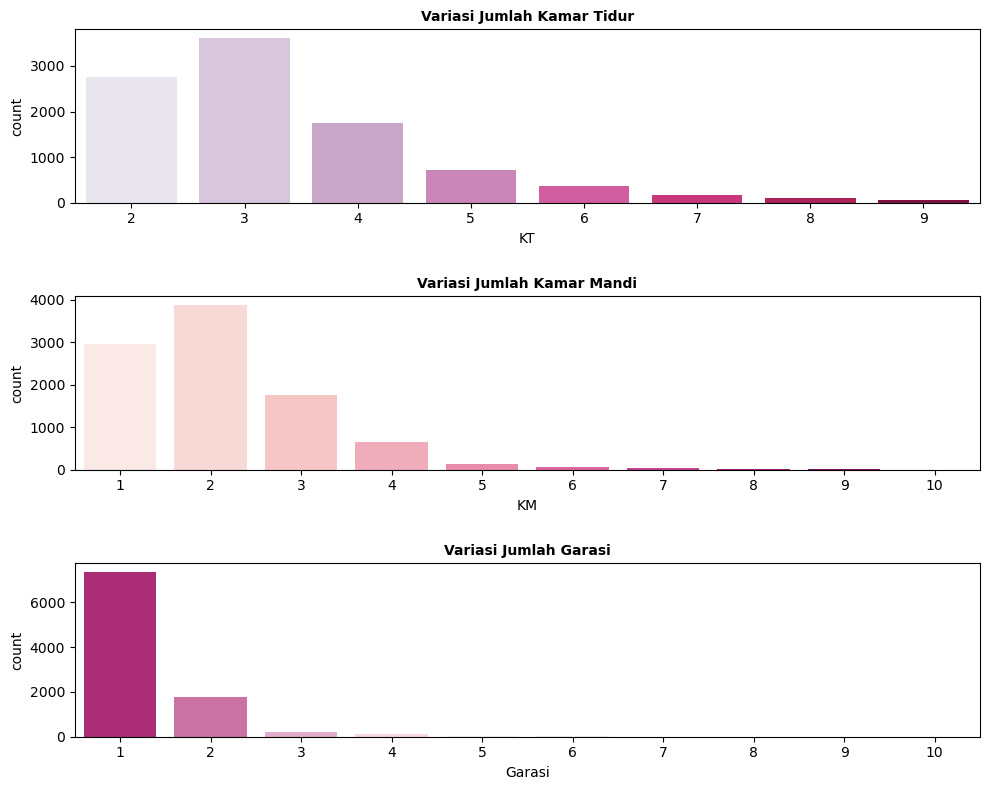 Variasi Jumlah Kamar Tidur
3000
2000
1000
0
count
2 3 4 5 6 7 8 9
KT
Variasi Jumlah Kamar Mandi
4000
3000
2000
1000
0
count
1 2 3 4 5 6 7 8 9 10
KM
Variasi Jumlah Garasi
6000
4000
2000
0
count
1 2 3 4 5 6 7 8 9 10
Garasi